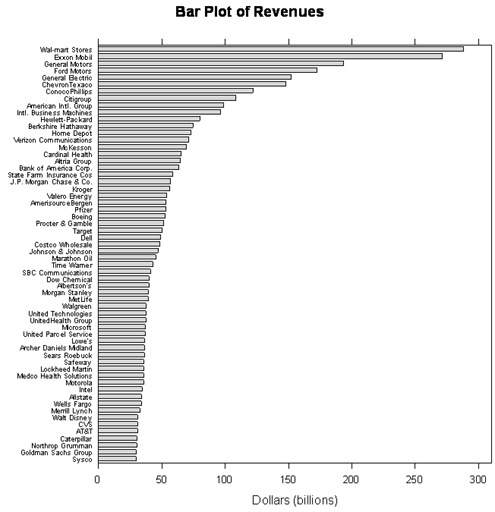 Bar Plot of Revenues
Wal-mart Stores
Exxon Mobil
General Motors
Ford Motors
General Electric
ChevronTexaco
ConocoPhillips
Citigroup
American Intl. Group
Intl. Business Machines
Hewlett-Packard
Berkshire Hathaway
Home Depot
Verizon Communications
McKesson
Cardinal Health
Altria Group
Bank of America Corp.
State Farm Insurance Cos
J.P. Morgan Chase & Co.
Kroger
Valero Energy
AmerisourceBergen
Pfizer
Boeing
Procter & Gamble
Target
Dell
Costco Wholesale
Johnson & Johnson
Marathon Oil
Time Warner
SBC Communications
Dow Chemical
Albertson's
Morgan Stanley
MetLife
Walgreen
United Technologies
UnitedHealth Group
Microsoft
United Parcel Service
Lowe's
Archer Daniels Midland
Sears Roebuck
Safeway
Lockheed Martin
Medco Health Solutions
Motorola
Intel
Allstate
Wells Fargo
Merrill Lynch
Walt Disney
CVS
AT&T
Caterpillar
Northrop Grumman
Goldman Sachs Group
Sysco
0 50 100 150 200 250 300
Dollars (billions)